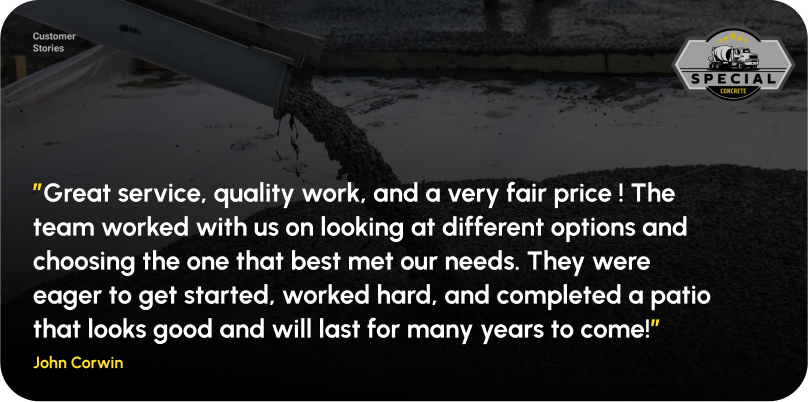 Customer
Stories
SPECIAL
CONCRETE
"Great service, quality work, and a very fair price ! The
team worked with us on looking at different options and
choosing the one that best met our needs. They were
eager to get started, worked hard, and completed a patio
that looks good and will last for many years to come!"
John Corwin